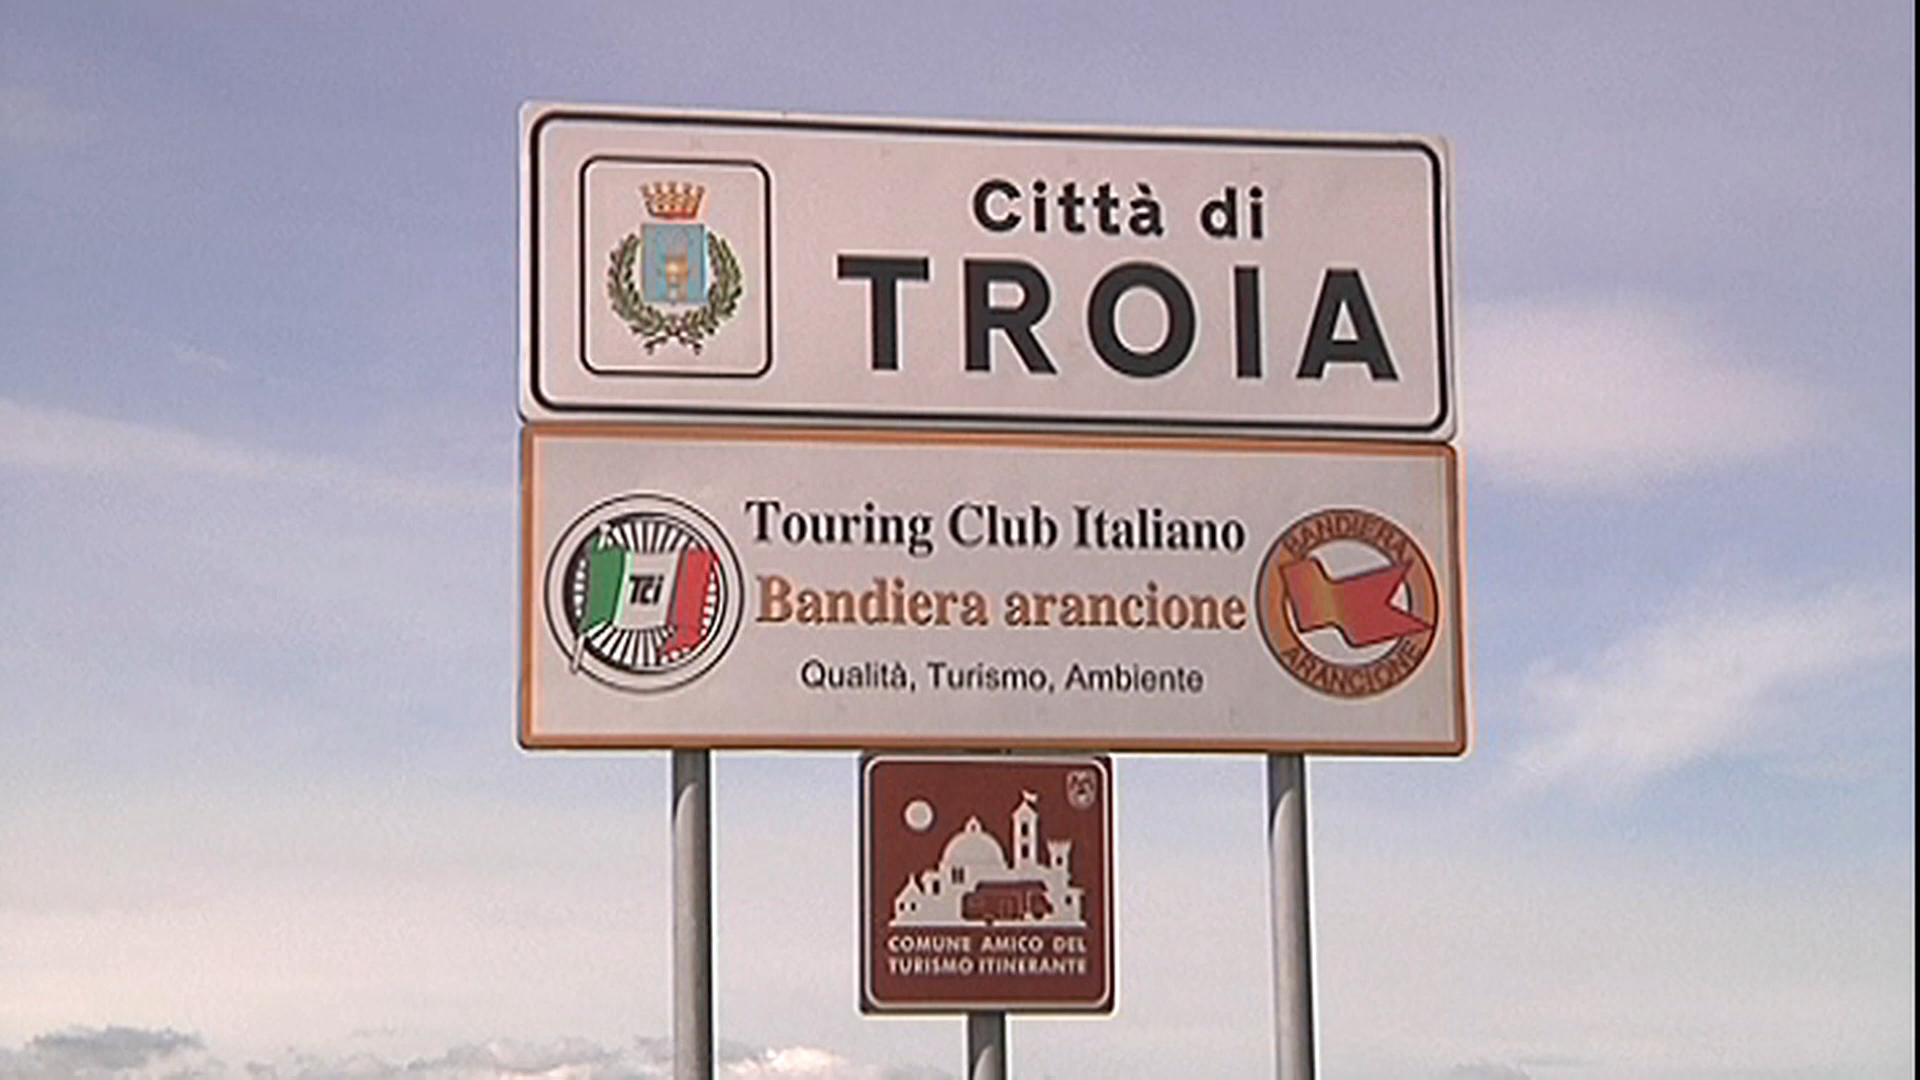 Città di
TROIA
Touring Club Italiano
Bandiera arancione
Qualità, Turismo, Ambiente
Tci
BANDIERA
ARANCIONE
COMUNE AMICO DEL
TURISMO ITINERANTE